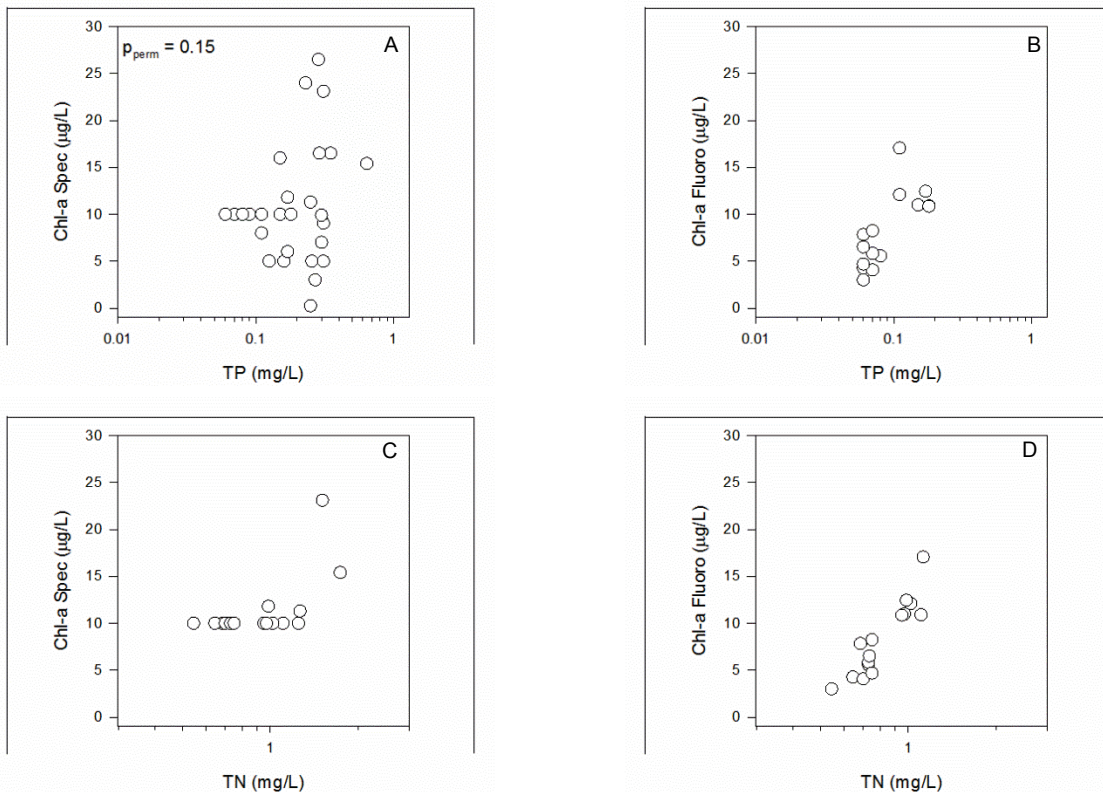 30
25
20
15
10
5
0
Chl-a Spec (µg/L)
p_perm = 0.15
A
0.01
0.1
1
TP (mg/L)
30
25
20
15
10
5
0
Chl-a Fluoro (µg/L)
B
0.01
0.1
1
TP (mg/L)
30
25
20
15
10
5
0
Chl-a Spec (µg/L)
C
1
TN (mg/L)
30
25
20
15
10
5
0
Chl-a Fluoro (µg/L)
D
1
TN (mg/L)